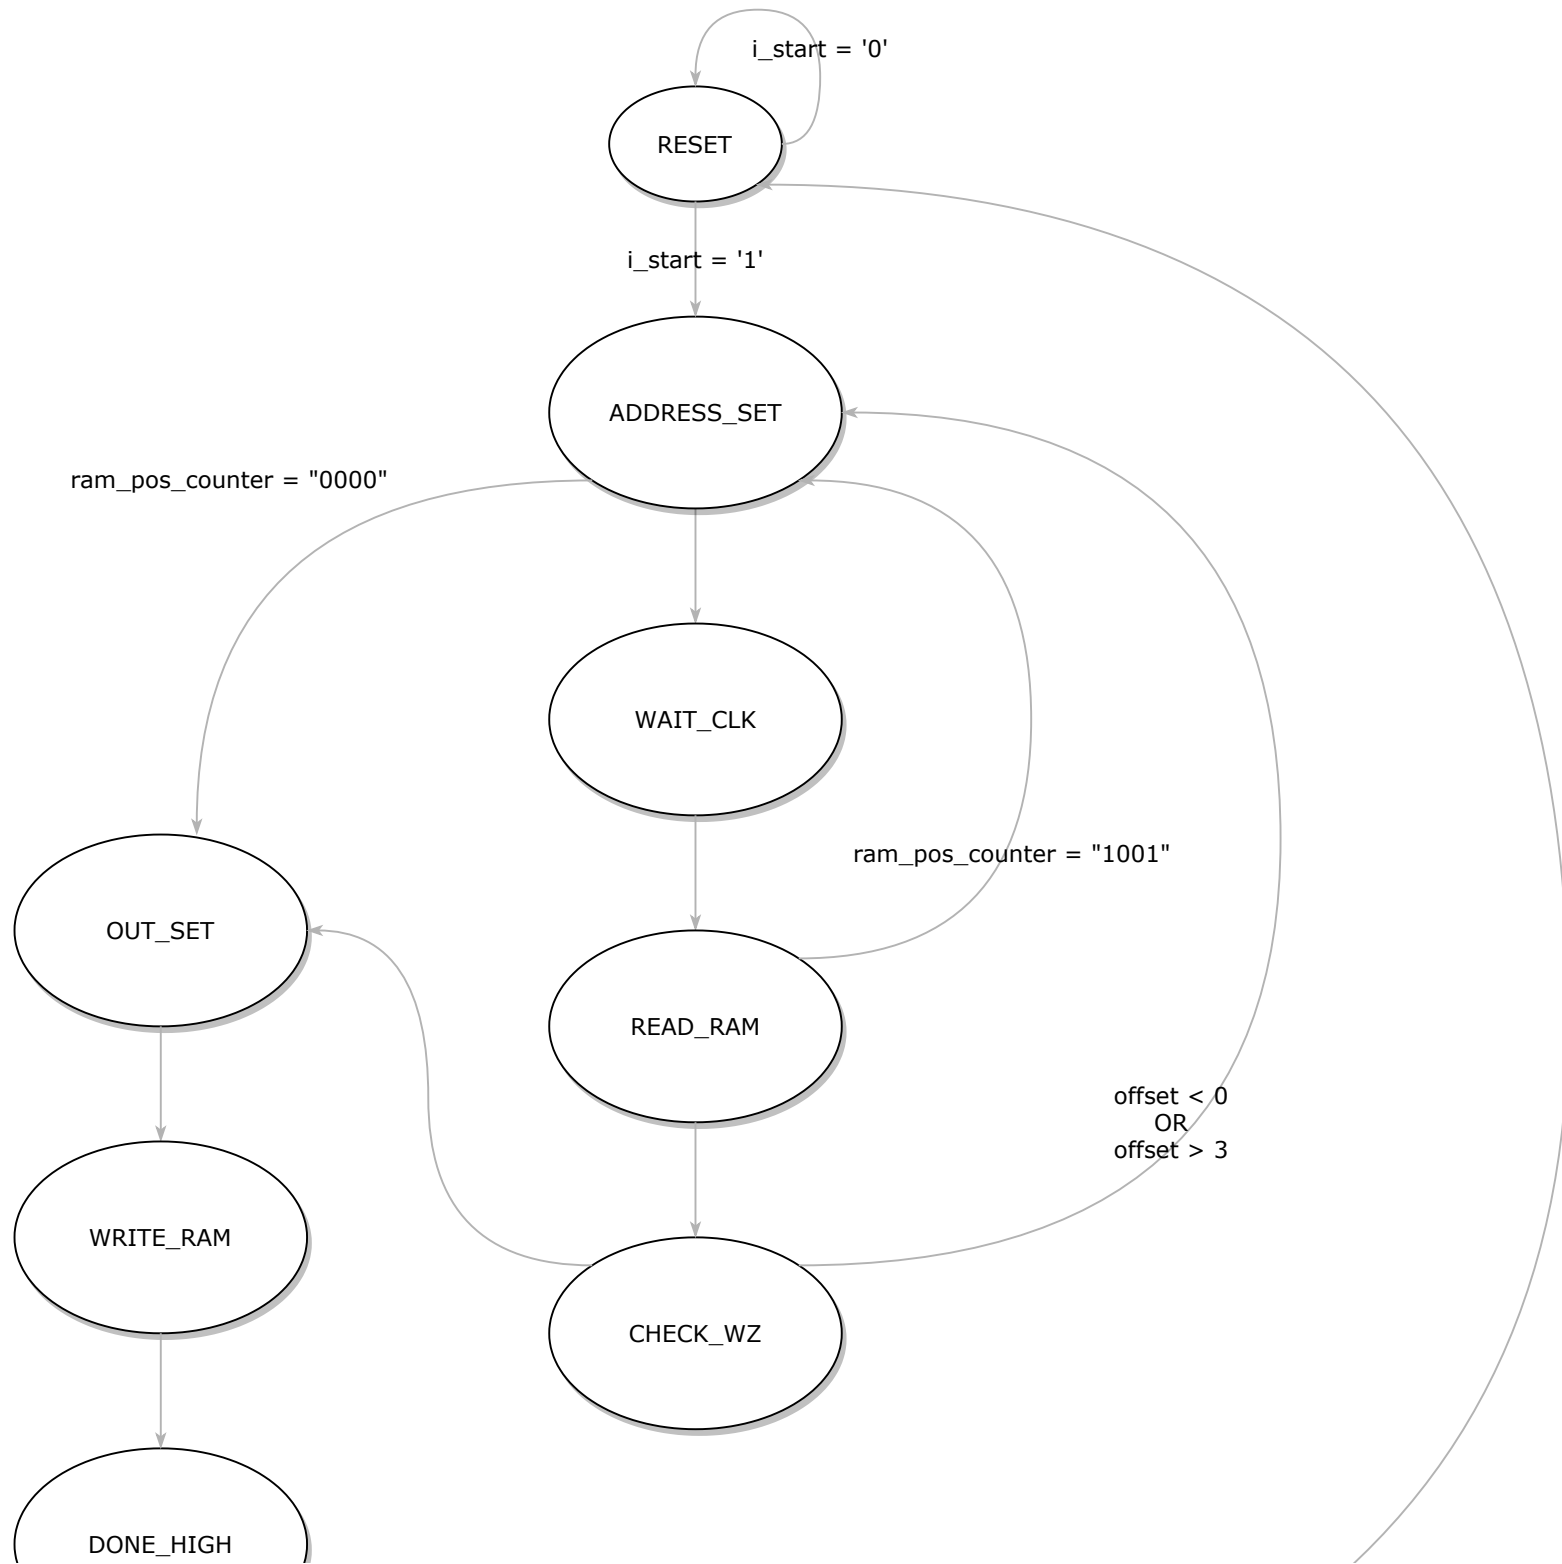 i_start = '0'
RESET
i_start = '1'
ADDRESS_SET
ram_pos_counter = "0000"
WAIT_CLK
ram_pos_counter = "1001"
OUT_SET
READ_RAM
offset < 0
OR
offset > 3
WRITE_RAM
CHECK_WZ
DONE_HIGH